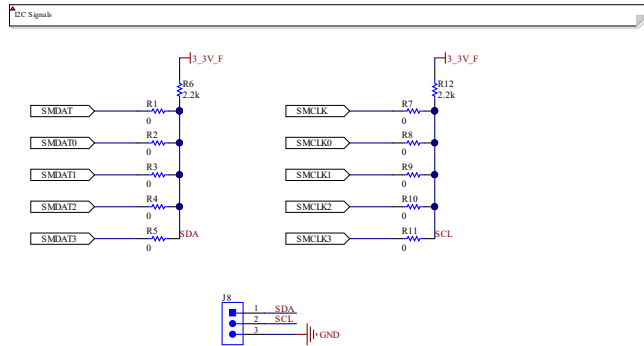 I2C Signals
3_3V_F
3_3V_F
R6
2.2k
R12
2.2k
SMDAT
R1
0
SMCLK
R7
0
SMDAT0
R2
0
SMCLK0
R8
0
SMDAT1
R3
0
SMCLK1
R9
0
SMDAT2
R4
0
SMCLK2
R10
0
SMDAT3
R5
0
SDA
SMCLK3
R11
0
SCL
J8
1 SDA
2 SCL
3
GND